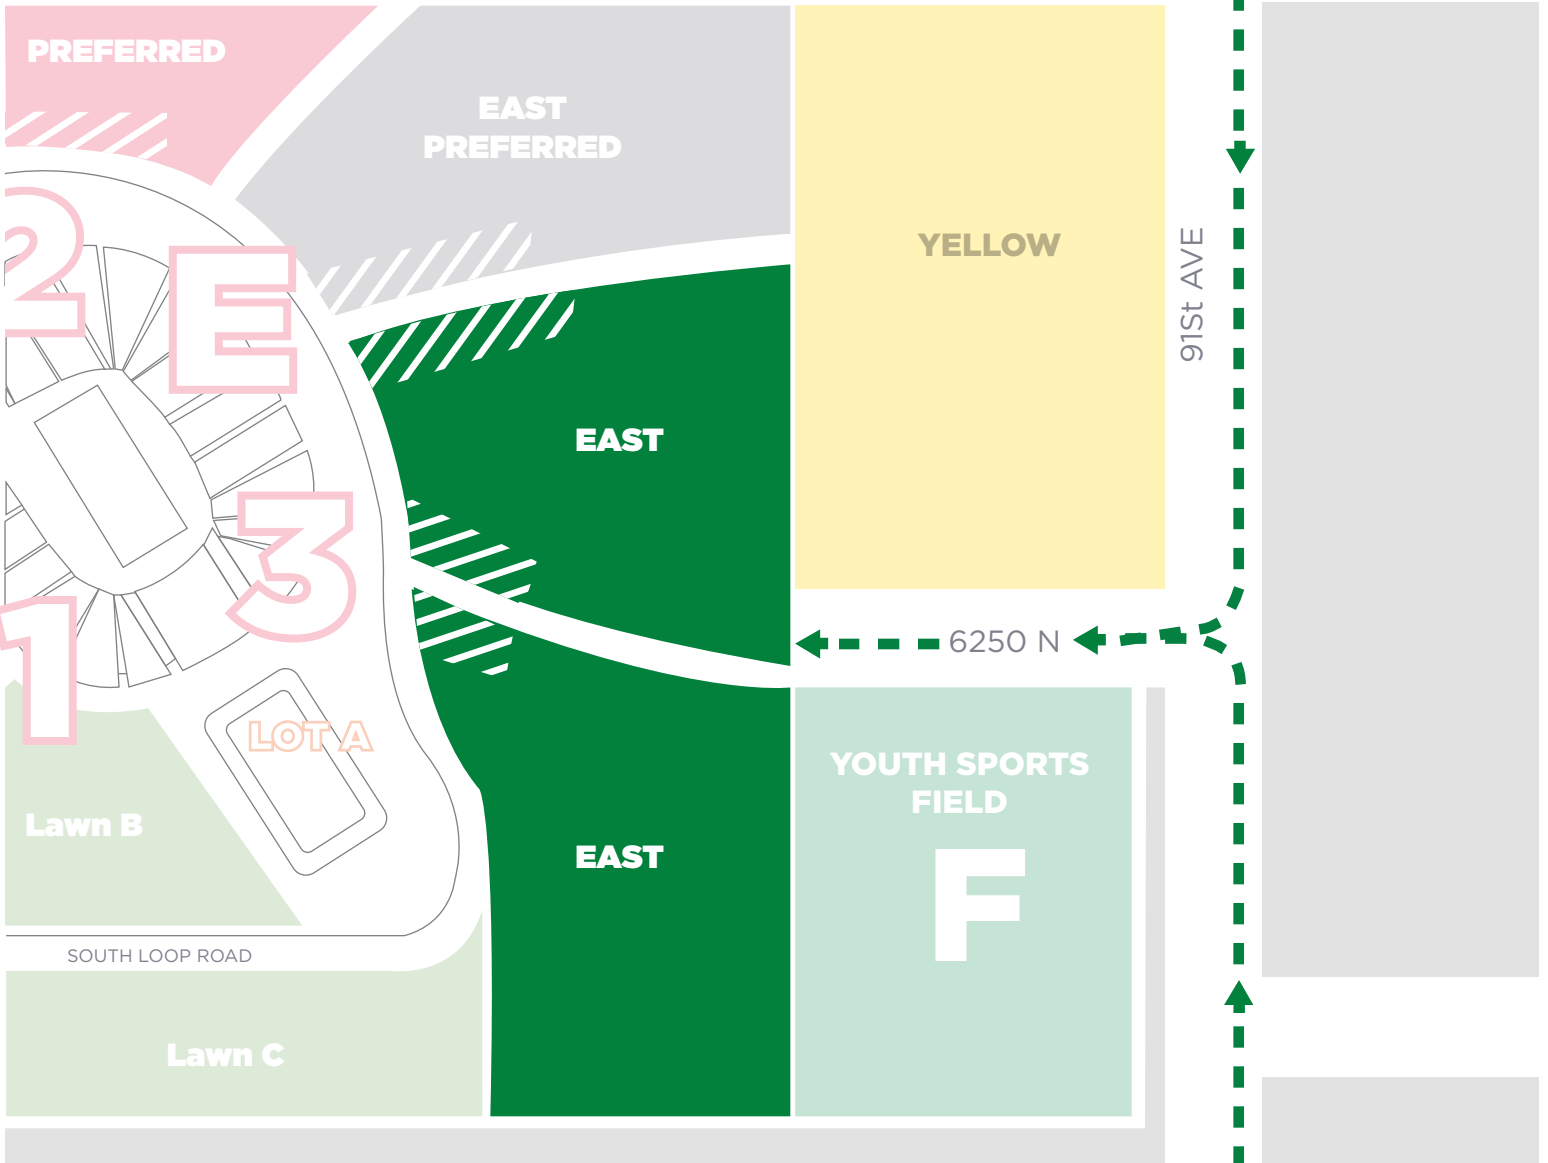 PREFERRED
EAST
PREFERRED
2
E
YELLOW
91St AVE
EAST
3
1
6250 N
LOT A
YOUTH SPORTS
FIELD
F
Lawn B
EAST
SOUTH LOOP ROAD
Lawn C